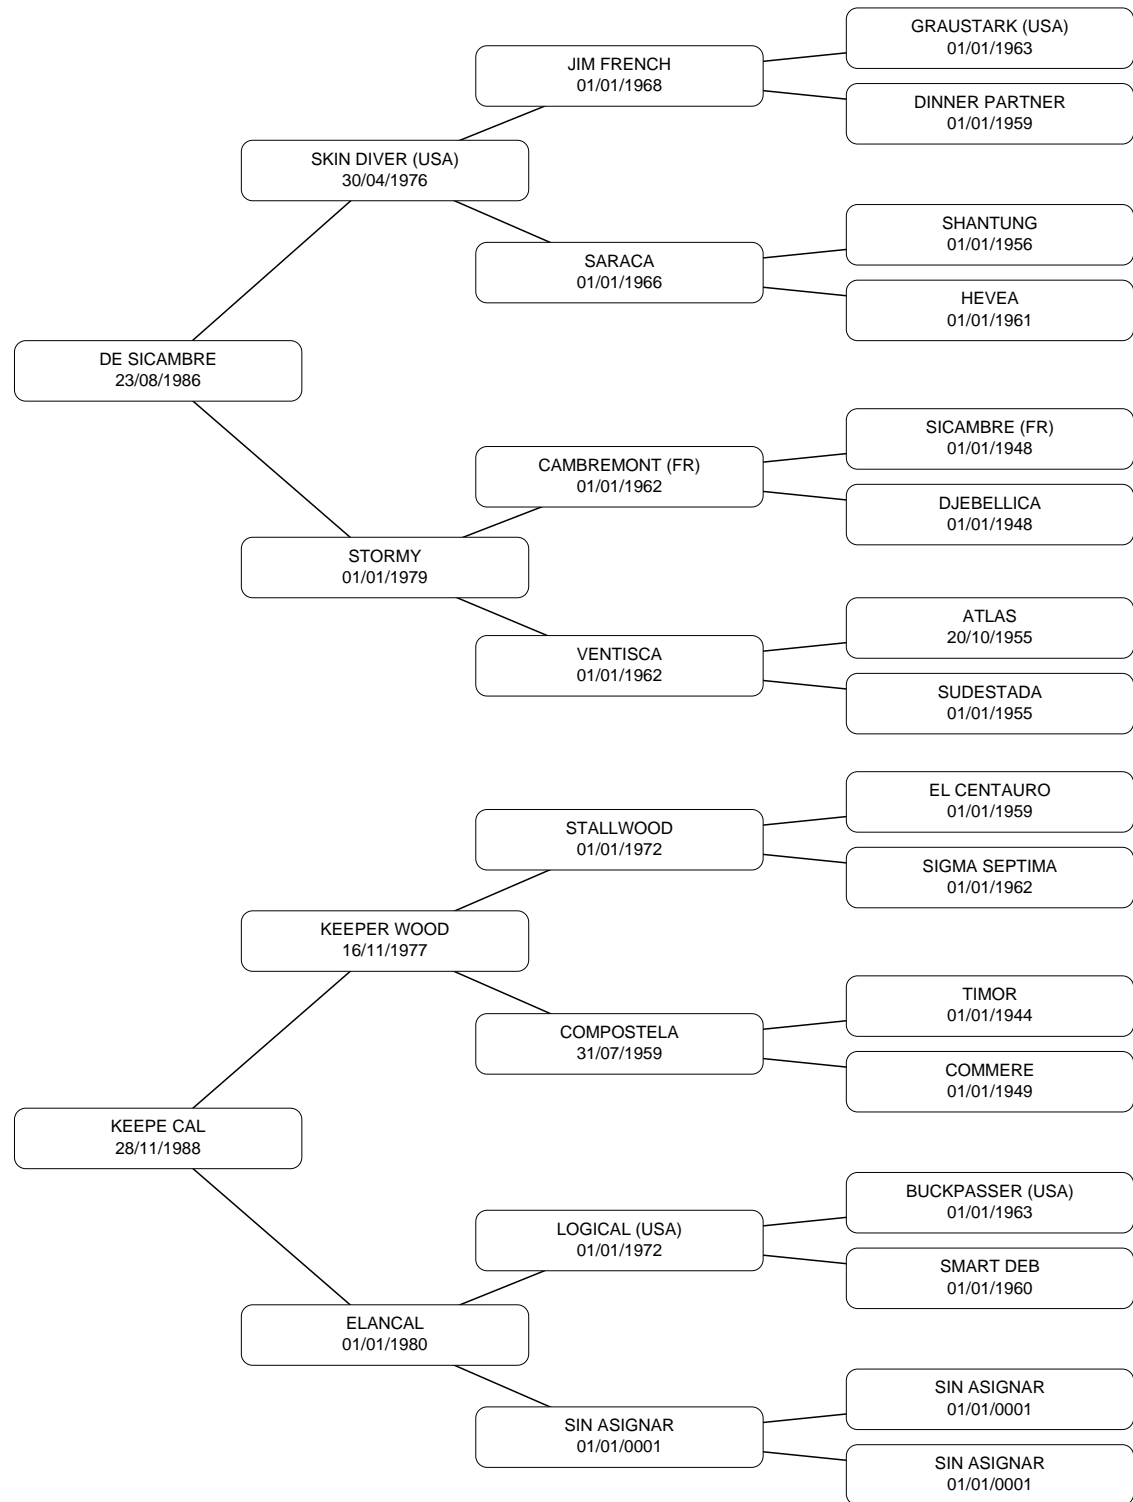 GRAUSTARK (USA)
01/01/1963
JIM FRENCH
01/01/1968
DINNER PARTNER
01/01/1959
SKIN DIVER (USA)
30/04/1976
SHANTUNG
01/01/1956
SARACA
01/01/1966
HEVEA
01/01/1961
DE SICAMBRE
23/08/1986
SICAMBRE (FR)
01/01/1948
CAMBREMONT (FR)
01/01/1962
DJEBELLICA
01/01/1948
STORMY
01/01/1979
ATLAS
20/10/1955
VENTISCA
01/01/1962
SUDESTADA
01/01/1955
EL CENTAURO
01/01/1959
STALLWOOD
01/01/1972
SIGMA SEPTIMA
01/01/1962
KEEPER WOOD
16/11/1977
TIMOR
01/01/1944
COMPOSTELA
31/07/1959
COMMERE
01/01/1949
KEEPE CAL
28/11/1988
BUCKPASSER (USA)
01/01/1963
LOGICAL (USA)
01/01/1972
SMART DEB
01/01/1960
ELANCAL
01/01/1980
SIN ASIGNAR
01/01/0001
SIN ASIGNAR
01/01/0001
SIN ASIGNAR
01/01/0001